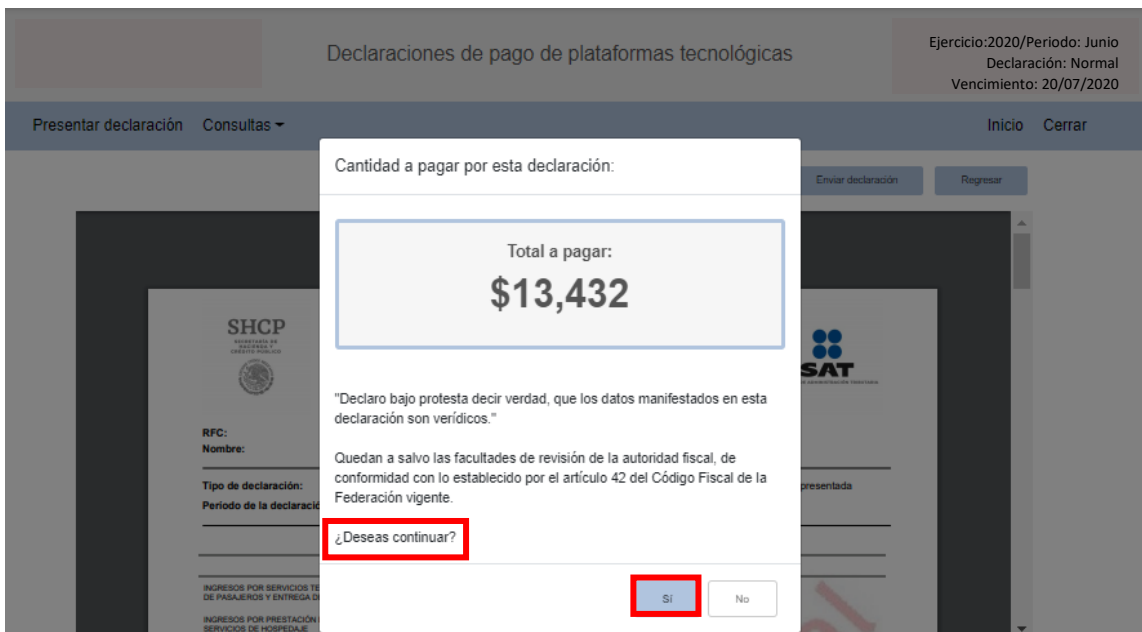 Declaraciones de pago de plataformas tecnológicas
Ejercicio:2020/Periodo: Junio
Declaración: Normal
Vencimiento: 20/07/2020
Presentar declaración Consultas Inicio Cerrar
Cantidad a pagar por esta declaración:
Enviar declaración Regresar
Total a pagar:
$13,432
SHCP
SECRETARÍA DE
HACIENDA Y
CRÉDITO PÚBLICO
SAT
"Declaro bajo protesta decir verdad, que los datos manifestados en esta
declaración son verídicos."
RFC:
Nombre:
Quedan a salvo las facultades de revisión de la autoridad fiscal, de
conformidad con lo establecido por el artículo 42 del Código Fiscal de la
Federación vigente.
Tipo de declaración: presentada
Periodo de la declaració
¿Deseas continuar?
INGRESOS POR SERVICIOS TE
DE PASAJEROS Y ENTREGA D
Sí No
INGRESOS POR PRESTACIÓN
SERVICIOS DE HOSPEDAJE